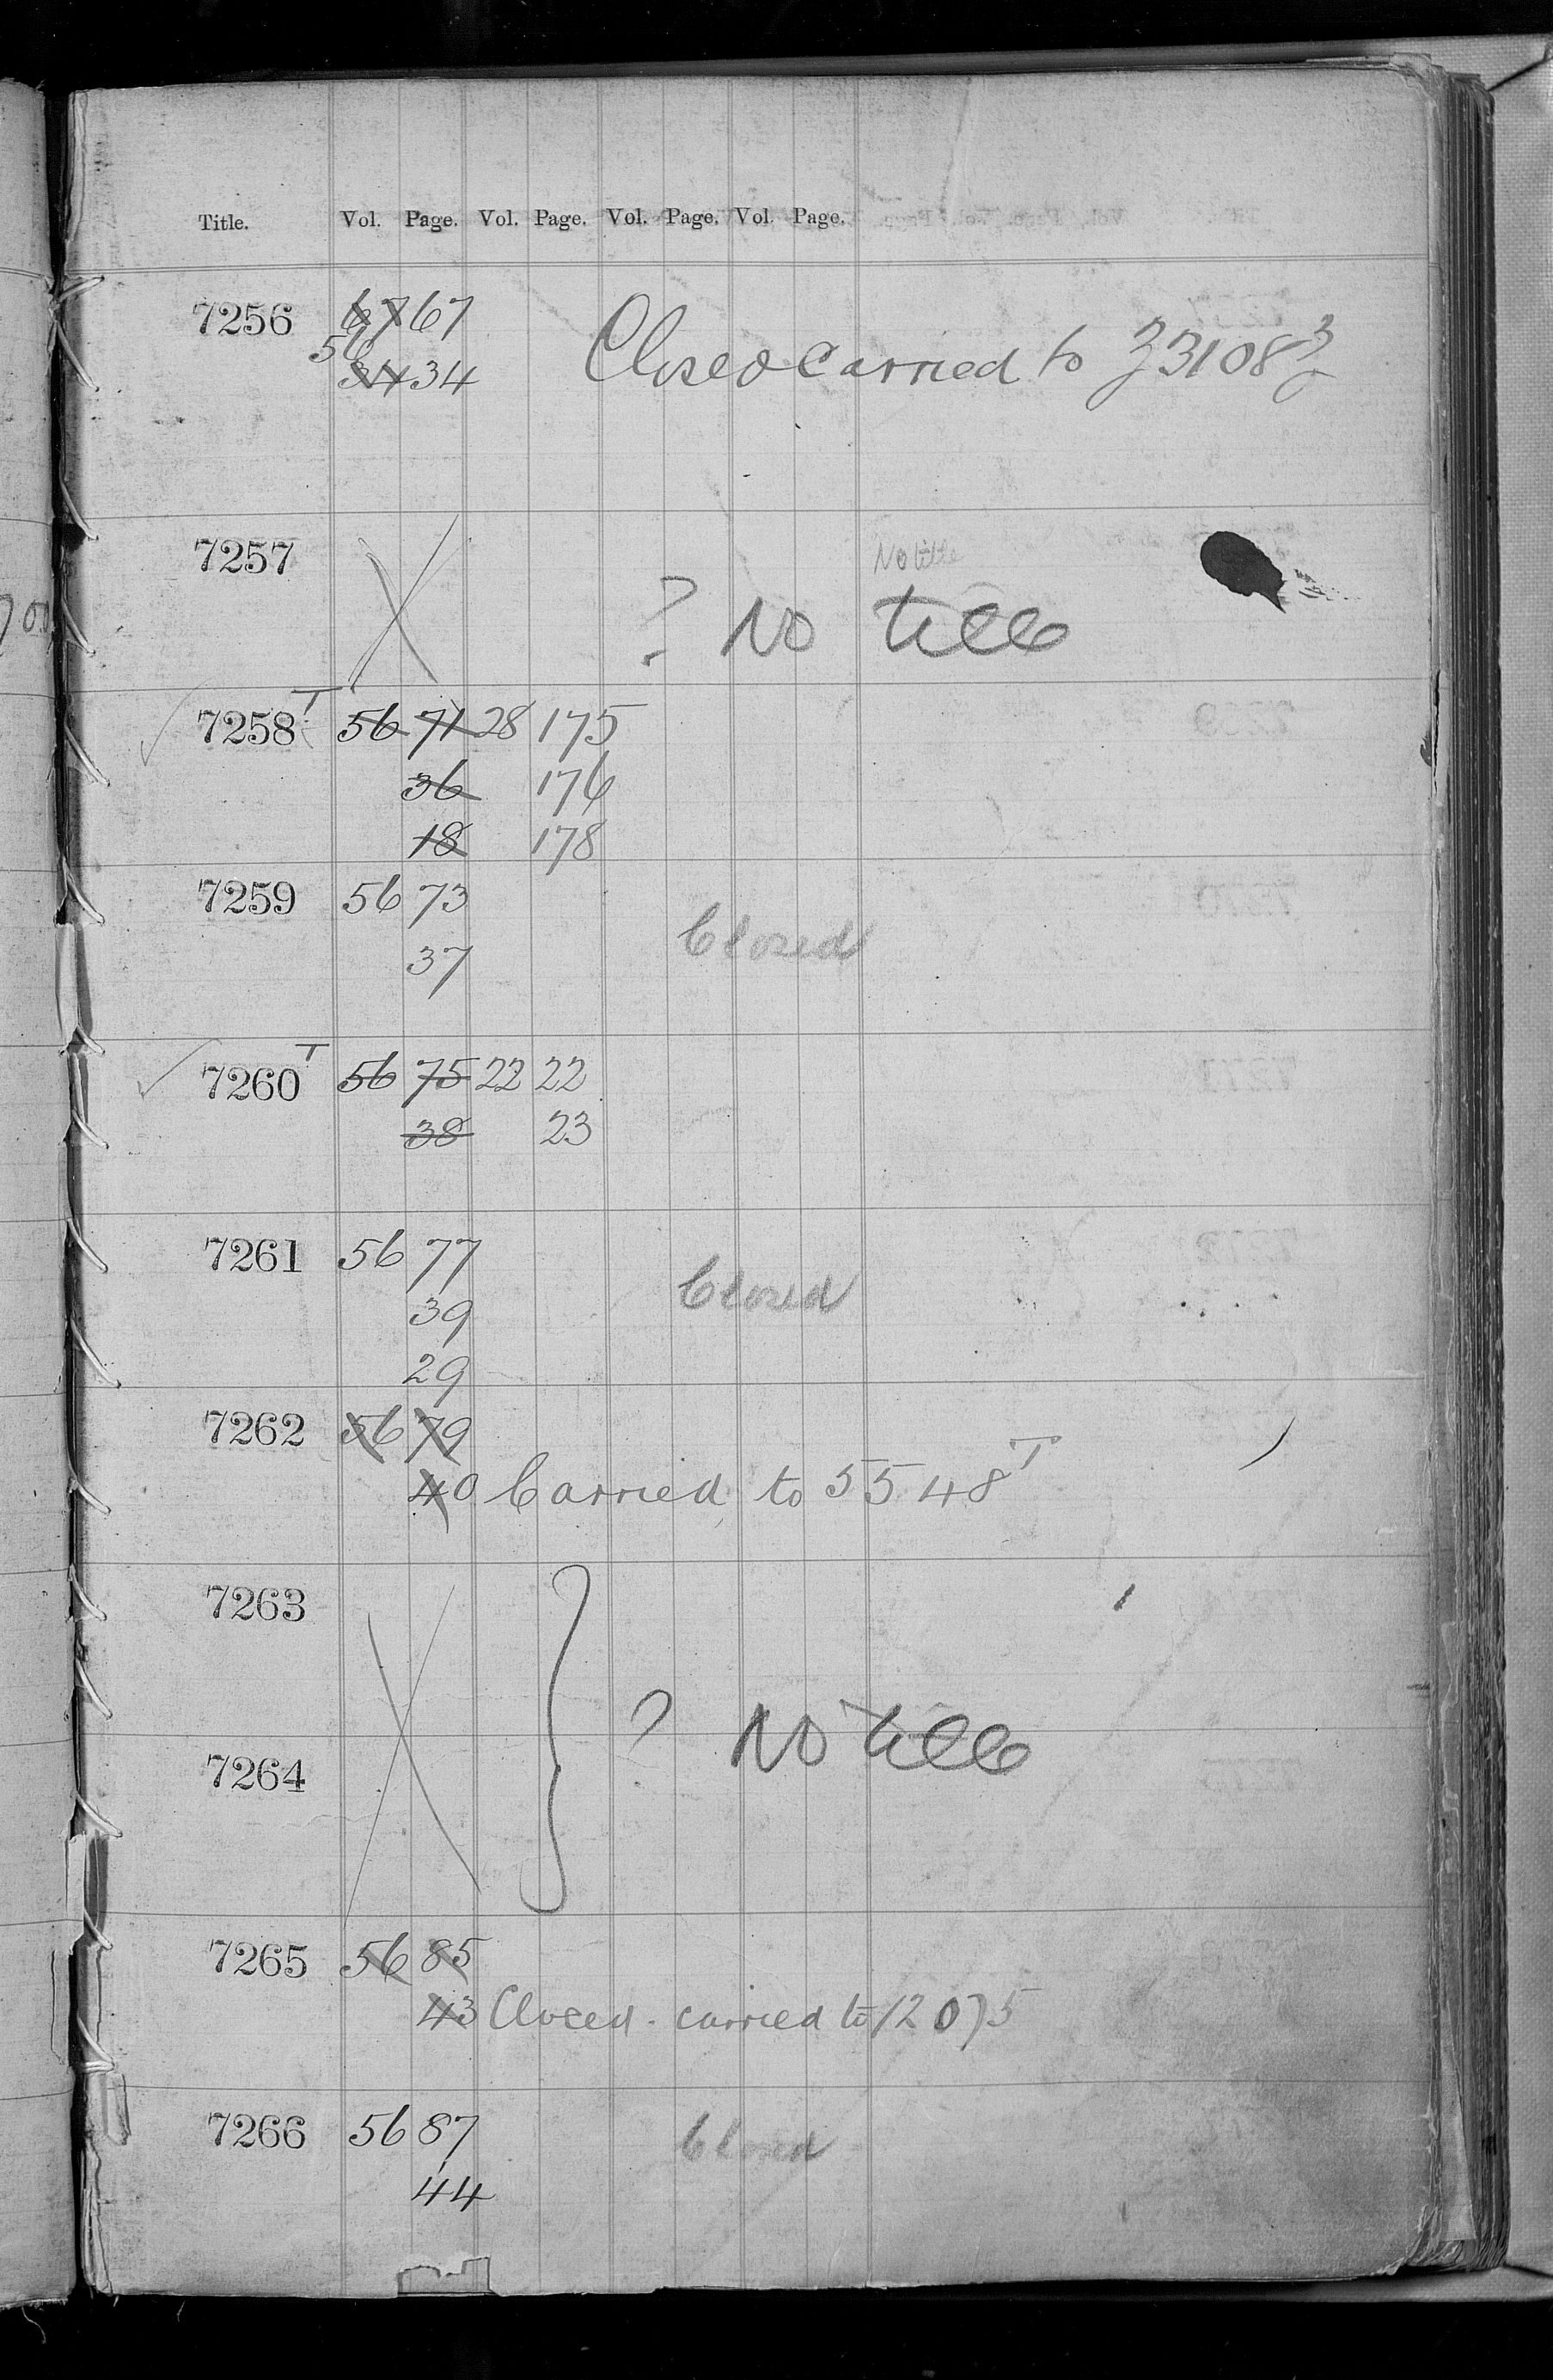 Title. Vol. Page. Vol. Page. Vol. Page. Vol. Page.
7256 67 67
56
34 34
Closed carried to 33108
7257 No title
? No title
7258 T 56 71 28 175
36 176
18 178
7259 56 73
Closed
37
7260 T 56 75 22 22
38 23
7261 56 77
Closed
39
29
7262 56 79
40 Carried to 5548 T
7263
? No title
7264
7265 56 85
43 Closed. carried to 12075
7266 56 87
Closed
44